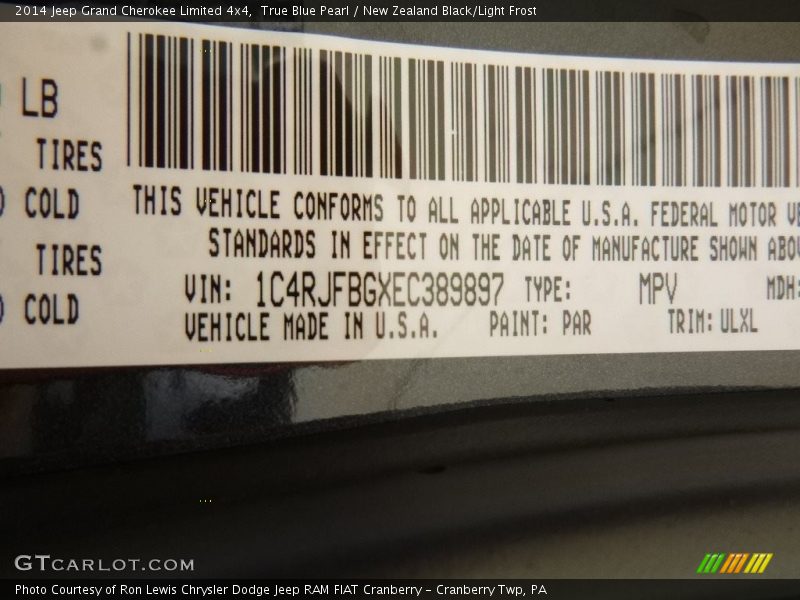 2014 Jeep Grand Cherokee Limited 4x4, True Blue Pearl / New Zealand Black/Light Frost
LB
TIRES
COLD
TIRES
COLD
THIS VEHICLE CONFORMS TO ALL APPLICABLE U.S.A. FEDERAL MOTOR
STANDARDS IN EFFECT ON THE DATE OF MANUFACTURE SHOWN
VIN: 1C4RJFBGXEC389897 TYPE: MPV MDH:
VEHICLE MADE IN U.S.A. PAINT: PAR TRIM: ULXL
GTCARLOT.COM
Photo Courtesy of Ron Lewis Chrysler Dodge Jeep RAM FIAT Cranberry – Cranberry Twp, PA